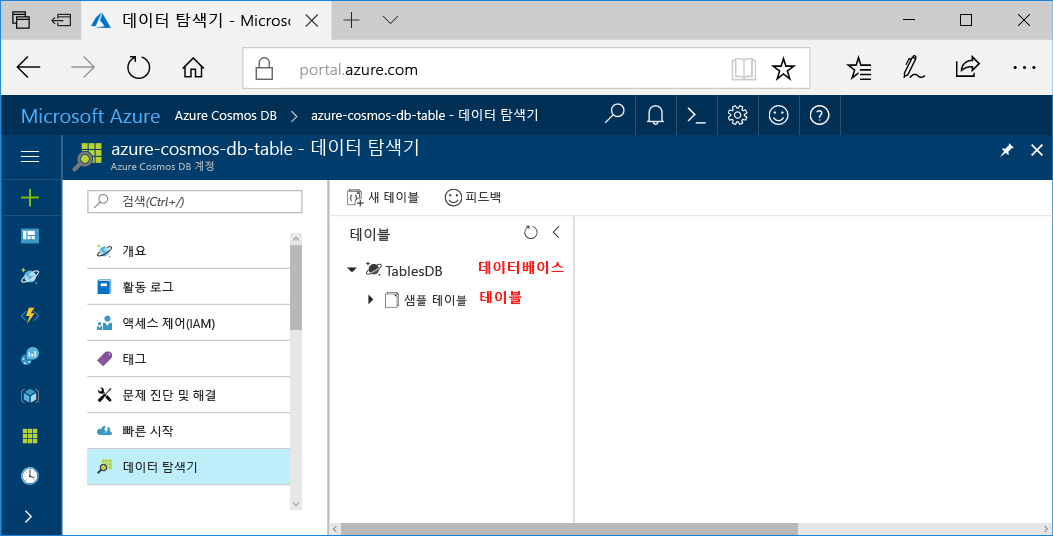 데이터 탐색기 - Micros
portal.azure.com
Microsoft Azure Azure Cosmos DB > azure-cosmos-db-table - 데이터 탐색기
azure-cosmos-db-table - 데이터 탐색기
Azure Cosmos DB 계정
검색(Ctrl+/)
개요
활동 로그
액세스 제어(IAM)
태그
문제 진단 및 해결
빠른 시작
데이터 탐색기
새 테이블 피드백
테이블
TablesDB 데이터베이스
샘플 테이블 테이블